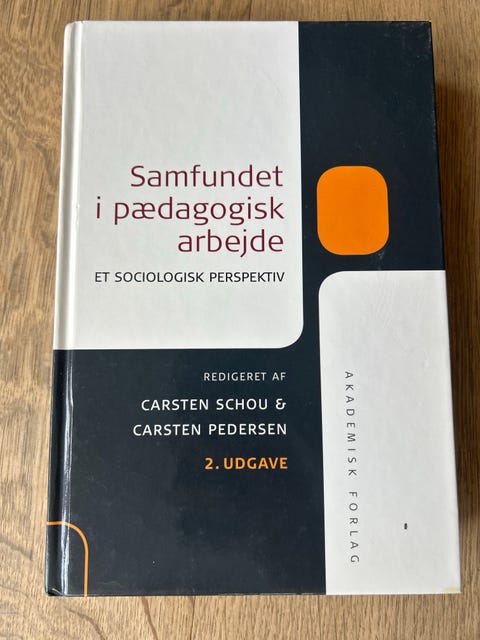 Samfundet
i pædagogisk
arbejde
ET SOCIOLOGISK PERSPEKTIV
REDIGERET AF
CARSTEN SCHOU &
CARSTEN PEDERSEN
2. UDGAVE
AKADEMISK FORLAG